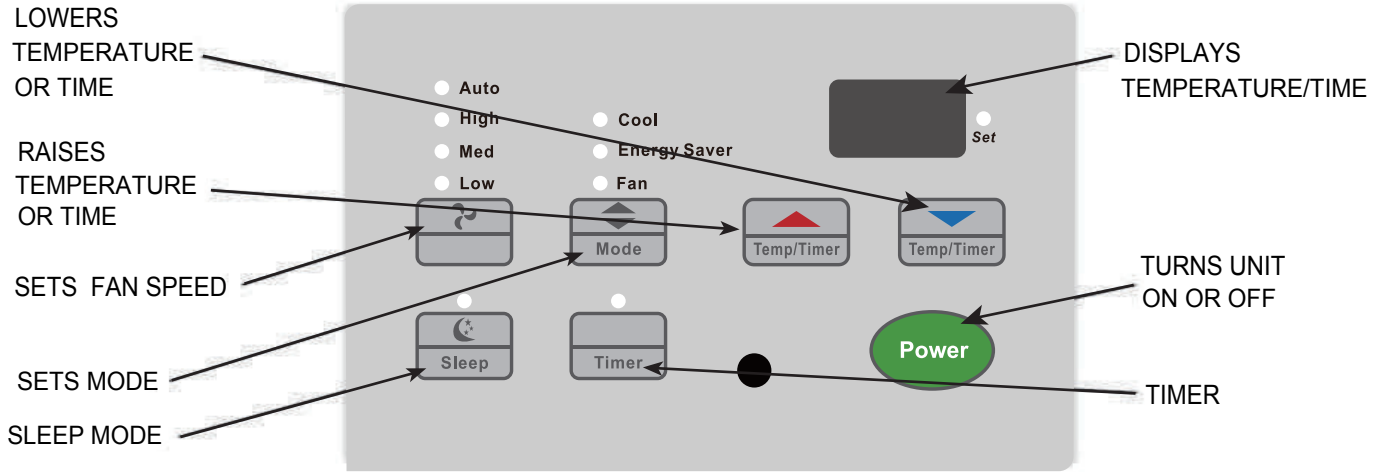 LOWERS
TEMPERATURE
OR TIME
RAISES
TEMPERATURE
OR TIME
SETS FAN SPEED
SETS MODE
SLEEP MODE
Auto
High
Med
Low
Cool
Energy Saver
Fan
Mode
Sleep
Timer
Temp/Timer
Temp/Timer
Set
Power
DISPLAYS
TEMPERATURE/TIME
TURNS UNIT
ON OR OFF
TIMER